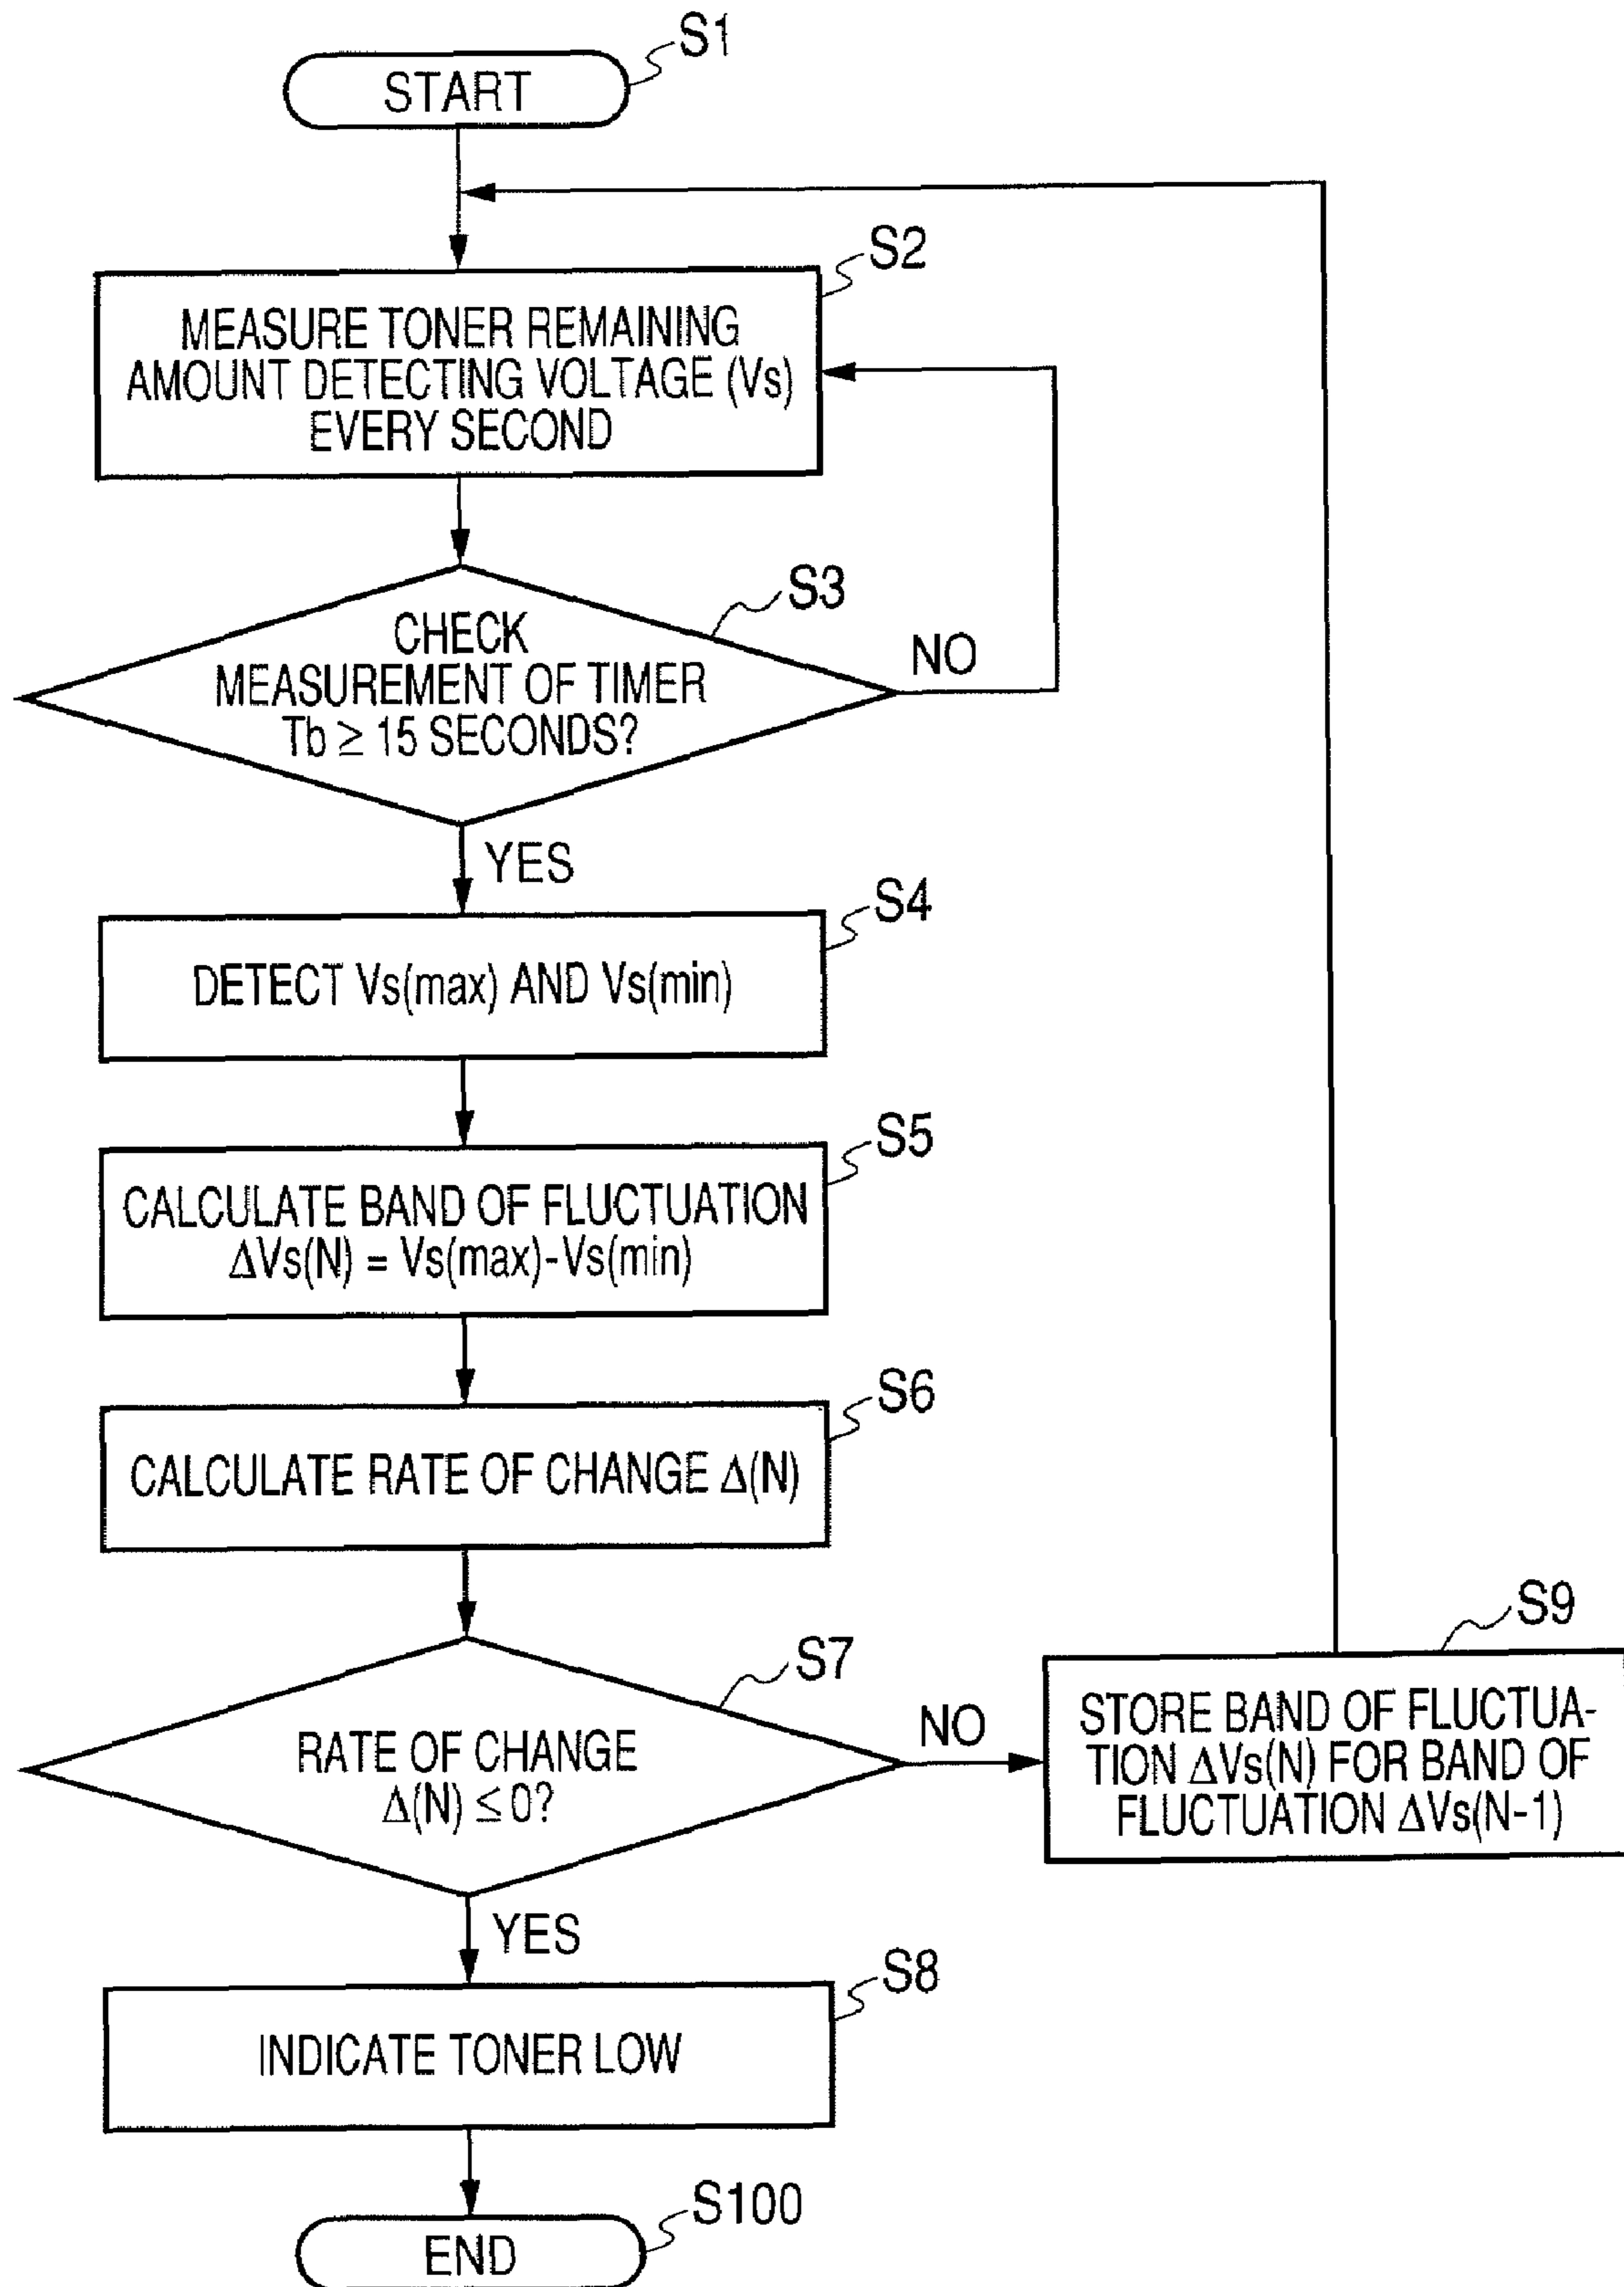 S1
START
S2
MEASURE TONER REMAINING
AMOUNT DETECTING VOLTAGE (Vs)
EVERY SECOND
S3
CHECK
MEASUREMENT OF TIMER
Tb ≥ 15 SECONDS?
NO
YES
S4
DETECT Vs(max) AND Vs(min)
S5
CALCULATE BAND OF FLUCTUATION
ΔVs(N) = Vs(max)-Vs(min)
S6
CALCULATE RATE OF CHANGE Δ(N)
S7
RATE OF CHANGE
Δ(N) ≤ 0?
NO
S9
STORE BAND OF FLUCTUA-
TION ΔVs(N) FOR BAND OF
FLUCTUATION ΔVs(N-1)
YES
S8
INDICATE TONER LOW
S100
END